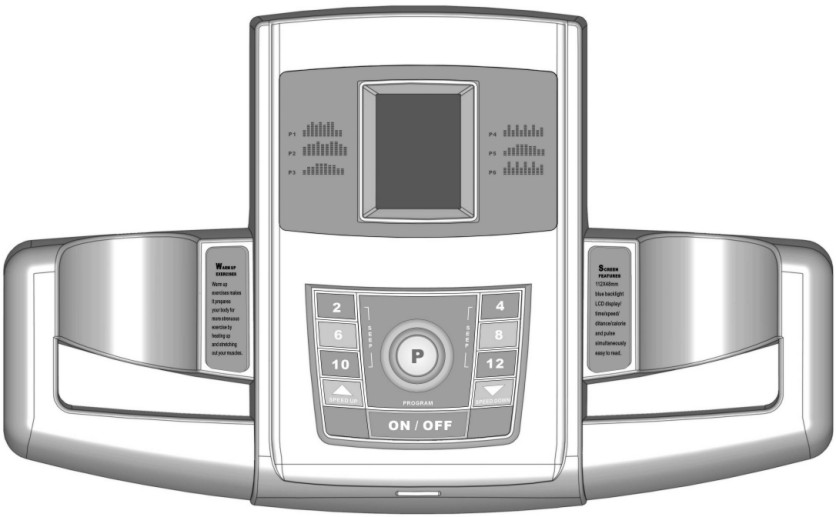 P1
P2
P3
P4
P5
P6
WARM UP
EXERCISES
Warm up
exercises makes
it prepares
your body for
more strenuous
exercise by
heating up
and stretching
out your muscles.
SCREEN
FEATURES
112X46mm
blue backlight
LCD display/
time/speed/
distance/calorie
and pulse
simultaneously
easy to read.
2
6
10
4
8
12
P
PROGRAM
SPEED UP
SPEED DOWN
ON / OFF